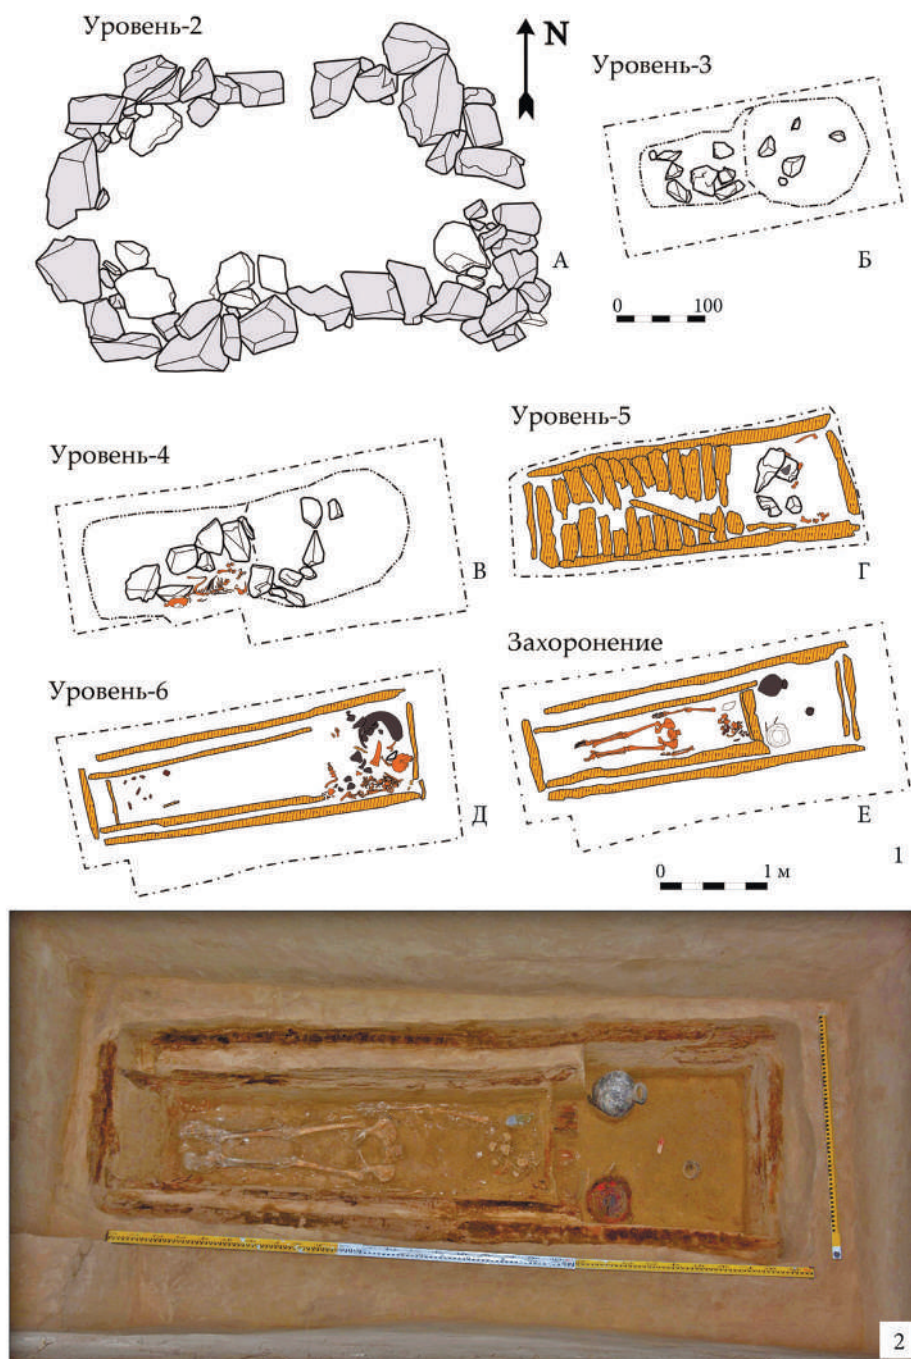 Уровень-2
N
Уровень-3
А
Б
0 100
Уровень-5
Уровень-4
В
Г
Захоронение
Уровень-6
Д
Е
1
0 1 м
2